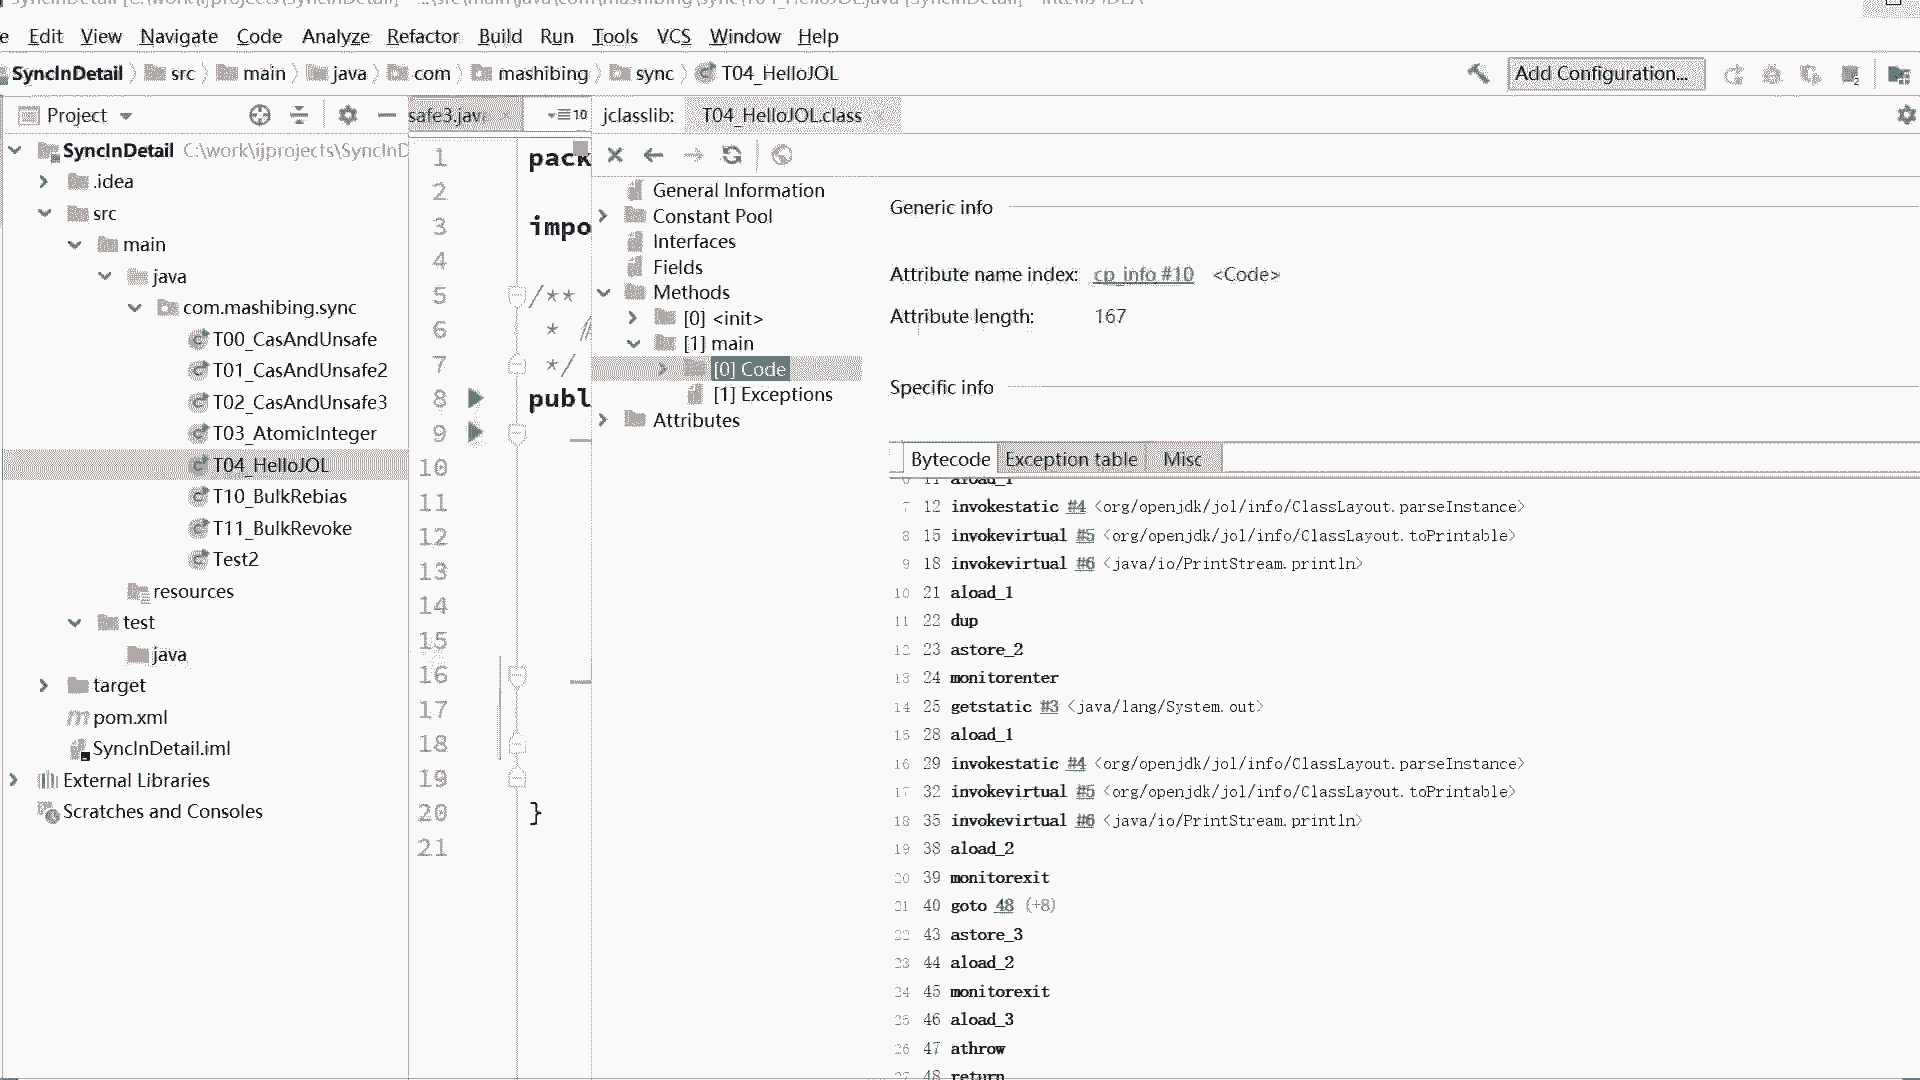 e Edit View Navigate Code Analyze Refactor Build Run Tools VCS Window Help
SyncInDetail src main java com mashibing sync T04_HelloJOL Add Configuration...
Project safe3.java 10 jclasslib: T04_HelloJOL.class
SyncInDetail C:\work\ijprojects\SyncInD
.idea
src
main
java
com.mashibing.sync
T00_CasAndUnsafe
T01_CasAndUnsafe2
T02_CasAndUnsafe3
T03_AtomicInteger
T04_HelloJOL
T10_BulkRebias
T11_BulkRevoke
Test2
resources
test
java
target
pom.xml
SyncInDetail.iml
External Libraries
Scratches and Consoles
1 pack
2
3 impo
4
5 /**
6 *
7 */
8 publ
9
10
11
12
13
14
15
16
17
18
19
20 }
21
General Information
Constant Pool
Interfaces
Fields
Methods
[0] <init>
[1] main
[0] Code
[1] Exceptions
Attributes
Generic info
Attribute name index: cp_info #10 <Code>
Attribute length: 167
Specific info
Bytecode Exception table Misc
6 11 aload_1
7 12 invokestatic #4 <org/openjdk/jol/info/ClassLayout.parseInstance>
8 15 invokevirtual #5 <org/openjdk/jol/info/ClassLayout.toPrintable>
9 18 invokevirtual #6 <java/io/PrintStream.println>
10 21 aload_1
11 22 dup
12 23 astore_2
13 24 monitorenter
14 25 getstatic #3 <java/lang/System.out>
15 28 aload_1
16 29 invokestatic #4 <org/openjdk/jol/info/ClassLayout.parseInstance>
17 32 invokevirtual #5 <org/openjdk/jol/info/ClassLayout.toPrintable>
18 35 invokevirtual #6 <java/io/PrintStream.println>
19 38 aload_2
20 39 monitorexit
21 40 goto 48 (+8)
22 43 astore_3
23 44 aload_2
24 45 monitorexit
25 46 aload_3
26 47 athrow
27 48 return